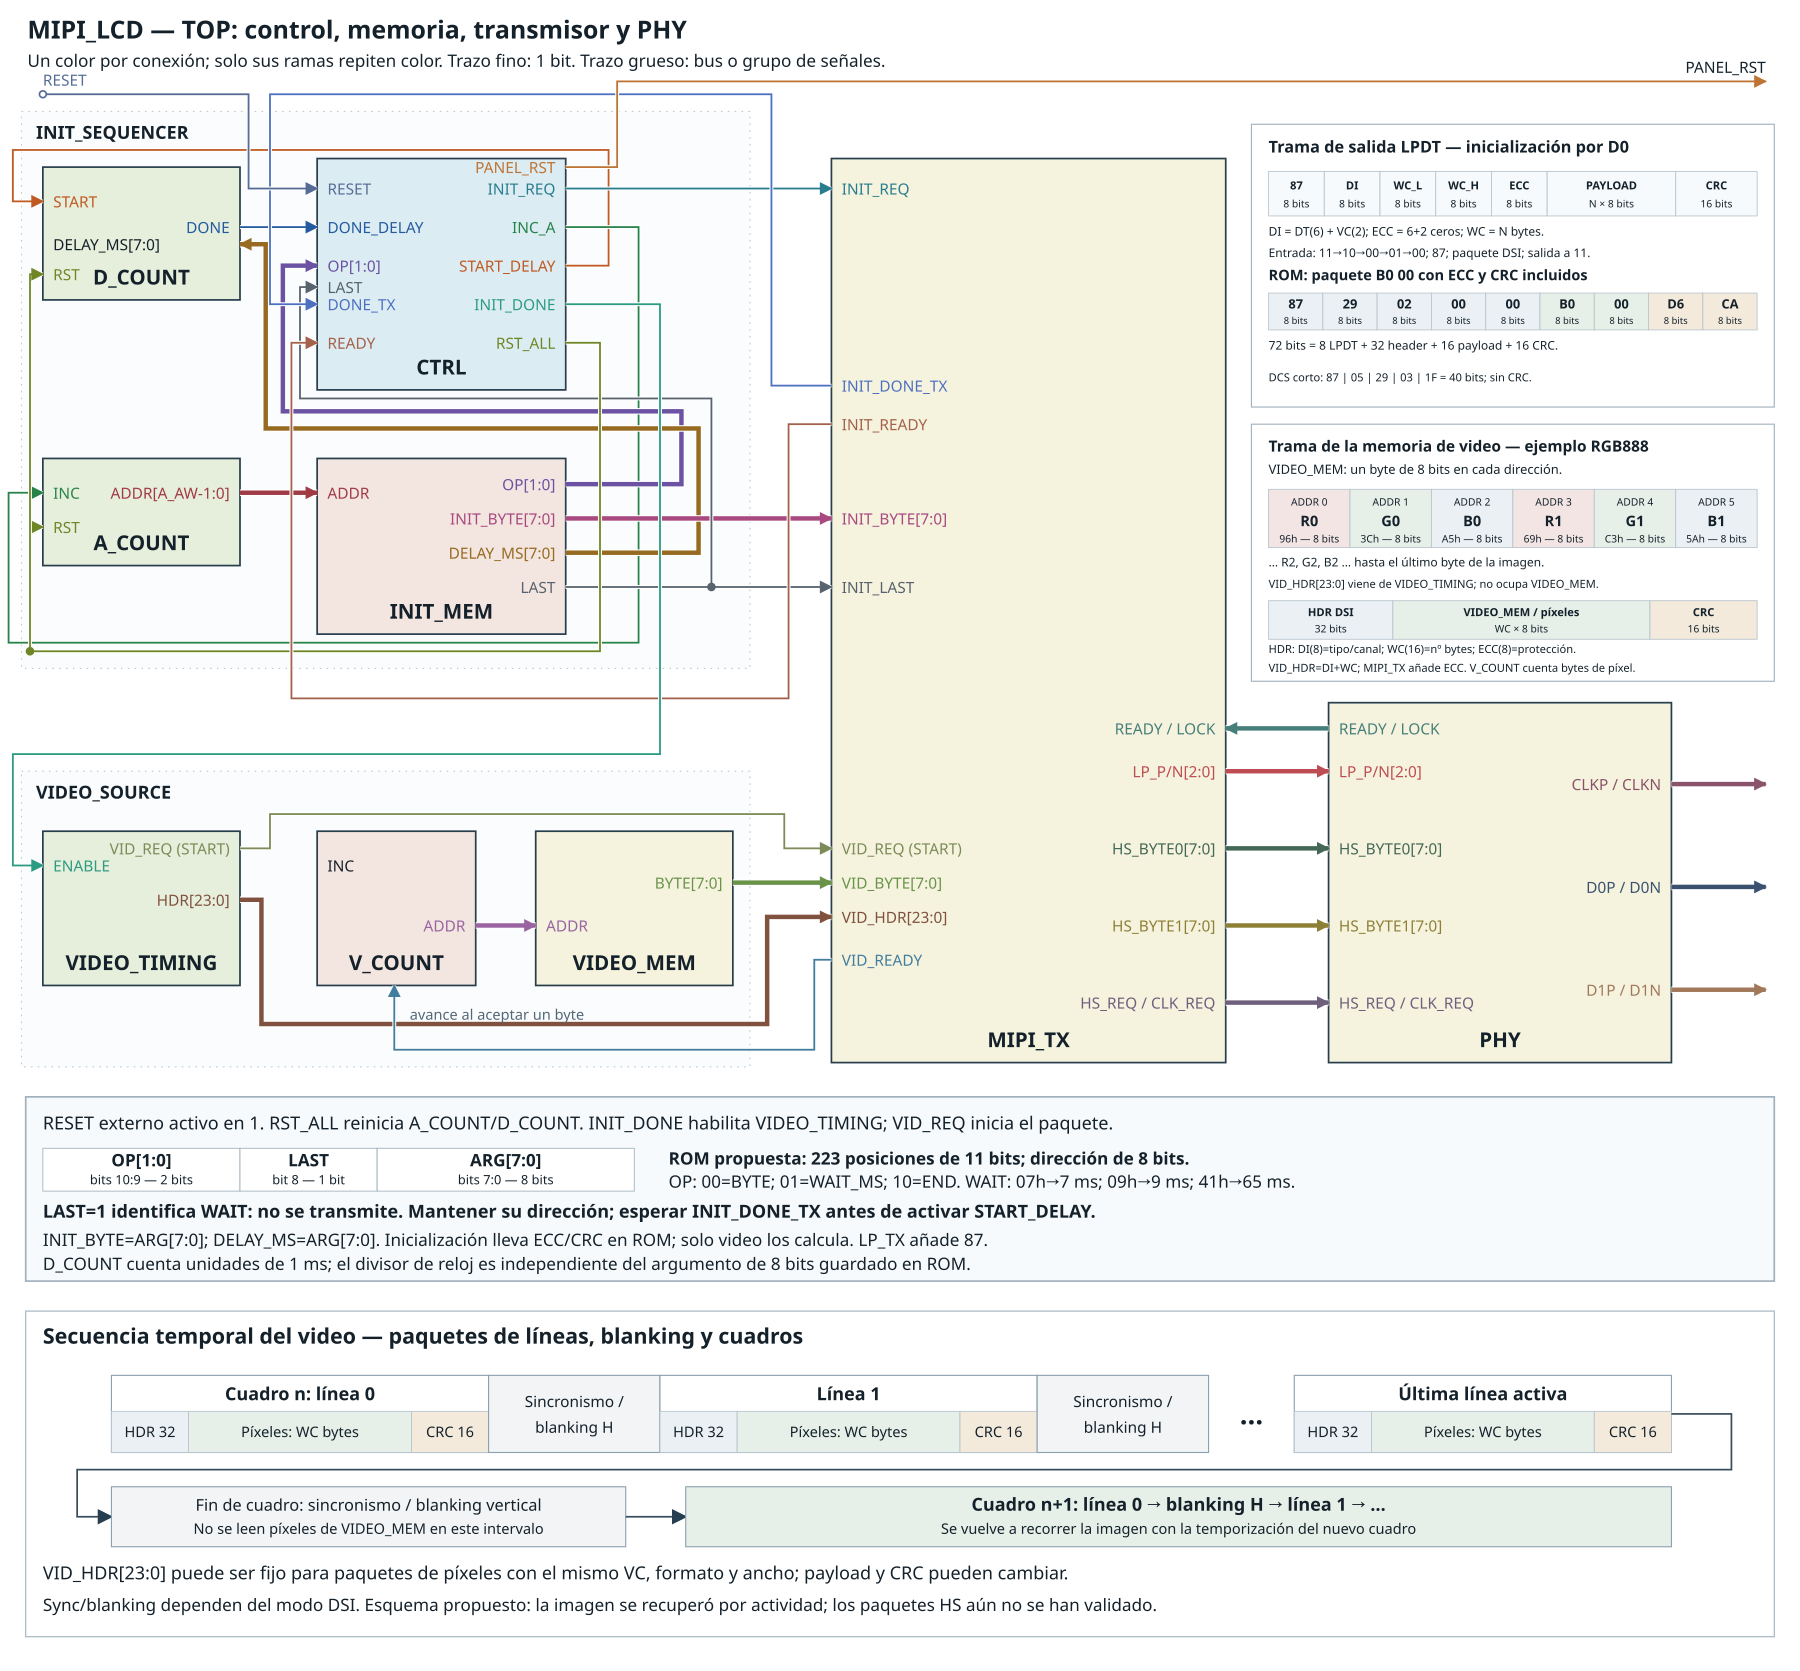 MIPI_LCD — TOP: control, memoria, transmisor y PHY
Un color por conexión; solo sus ramas repiten color. Trazo fino: 1 bit. Trazo grueso: bus o grupo de señales.
RESET
PANEL_RST
INIT_SEQUENCER
START
DONE
DELAY_MS[7:0]
RST
D_COUNT
PANEL_RST
RESET
INIT_REQ
DONE_DELAY
INC_A
OP[1:0]
START_DELAY
LAST
DONE_TX
INIT_DONE
READY
RST_ALL
CTRL
INC
ADDR[A_AW-1:0]
RST
A_COUNT
ADDR
OP[1:0]
INIT_BYTE[7:0]
DELAY_MS[7:0]
LAST
INIT_MEM
INIT_REQ
INIT_DONE_TX
INIT_READY
INIT_BYTE[7:0]
INIT_LAST
READY / LOCK
LP_P/N[2:0]
VID_REQ (START)
HS_BYTE0[7:0]
VID_BYTE[7:0]
VID_HDR[23:0]
HS_BYTE1[7:0]
VID_READY
HS_REQ / CLK_REQ
MIPI_TX
Trama de salida LPDT — inicialización por D0
87 DI WC_L WC_H ECC PAYLOAD CRC
8 bits 8 bits 8 bits 8 bits 8 bits N × 8 bits 16 bits
DI = DT(6) + VC(2); ECC = 6+2 ceros; WC = N bytes.
Entrada: 11→10→00→01→00; 87; paquete DSI; salida a 11.
ROM: paquete B0 00 con ECC y CRC incluidos
87 29 02 00 00 B0 00 D6 CA
8 bits 8 bits 8 bits 8 bits 8 bits 8 bits 8 bits 8 bits 8 bits
72 bits = 8 LPDT + 32 header + 16 payload + 16 CRC.
DCS corto: 87 | 05 | 29 | 03 | 1F = 40 bits; sin CRC.
Trama de la memoria de video — ejemplo RGB888
VIDEO_MEM: un byte de 8 bits en cada dirección.
ADDR 0 ADDR 1 ADDR 2 ADDR 3 ADDR 4 ADDR 5
R0 G0 B0 R1 G1 B1
96h — 8 bits 3Ch — 8 bits A5h — 8 bits 69h — 8 bits C3h — 8 bits 5Ah — 8 bits
... R2, G2, B2 ... hasta el último byte de la imagen.
VID_HDR[23:0] viene de VIDEO_TIMING; no ocupa VIDEO_MEM.
HDR DSI VIDEO_MEM / píxeles CRC
32 bits WC × 8 bits 16 bits
HDR: DI(8)=tipo/canal; WC(16)=nº bytes; ECC(8)=protección.
VID_HDR=DI+WC; MIPI_TX añade ECC. V_COUNT cuenta bytes de píxel.
READY / LOCK
LP_P/N[2:0]
CLKP / CLKN
HS_BYTE0[7:0]
D0P / D0N
HS_BYTE1[7:0]
D1P / D1N
HS_REQ / CLK_REQ
PHY
VIDEO_SOURCE
VID_REQ (START)
ENABLE
HDR[23:0]
VIDEO_TIMING
INC
ADDR
V_COUNT
BYTE[7:0]
ADDR
VIDEO_MEM
avance al aceptar un byte
RESET externo activo en 1. RST_ALL reinicia A_COUNT/D_COUNT. INIT_DONE habilita VIDEO_TIMING; VID_REQ inicia el paquete.
OP[1:0] LAST ARG[7:0]
bits 10:9 — 2 bits bit 8 — 1 bit bits 7:0 — 8 bits
ROM propuesta: 223 posiciones de 11 bits; dirección de 8 bits.
OP: 00=BYTE; 01=WAIT_MS; 10=END. WAIT: 07h→7 ms; 09h→9 ms; 41h→65 ms.
LAST=1 identifica WAIT: no se transmite. Mantener su dirección; esperar INIT_DONE_TX antes de activar START_DELAY.
INIT_BYTE=ARG[7:0]; DELAY_MS=ARG[7:0]. Inicialización lleva ECC/CRC en ROM; solo video los calcula. LP_TX añade 87.
D_COUNT cuenta unidades de 1 ms; el divisor de reloj es independiente del argumento de 8 bits guardado en ROM.
Secuencia temporal del video — paquetes de líneas, blanking y cuadros
Cuadro n: línea 0
HDR 32 Píxeles: WC bytes CRC 16
Sincronismo /
blanking H
Línea 1
HDR 32 Píxeles: WC bytes CRC 16
Sincronismo /
blanking H
...
Última línea activa
HDR 32 Píxeles: WC bytes CRC 16
Fin de cuadro: sincronismo / blanking vertical
No se leen píxeles de VIDEO_MEM en este intervalo
Cuadro n+1: línea 0 → blanking H → línea 1 → ...
Se vuelve a recorrer la imagen con la temporización del nuevo cuadro
VID_HDR[23:0] puede ser fijo para paquetes de píxeles con el mismo VC, formato y ancho; payload y CRC pueden cambiar.
Sync/blanking dependen del modo DSI. Esquema propuesto: la imagen se recuperó por actividad; los paquetes HS aún no se han validado.